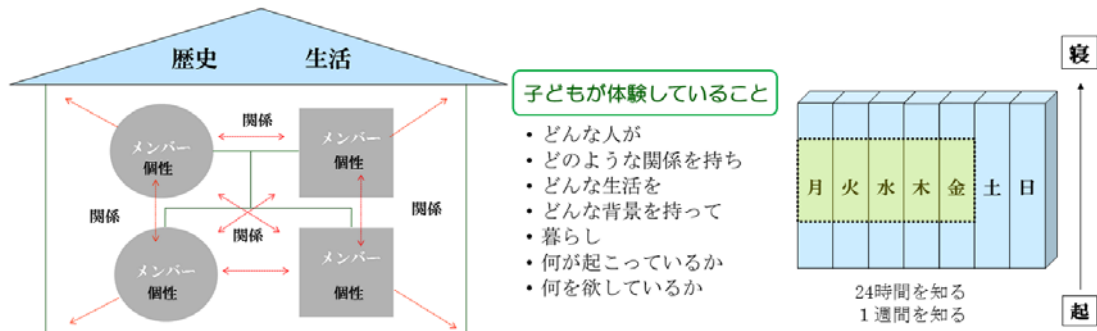 歴史 生活
関係
メンバー
個性
メンバー
個性
関係
関係
関係
メンバー
個性
メンバー
個性
子どもが体験していること
• どんな人が
• どのような関係を持ち
• どんな生活を
• どんな背景を持って
• 暮らし
• 何が起こっているか
• 何を欲しているか
寝
月 火 水 木 金 土 日
24時間を知る
1週間を知る
起